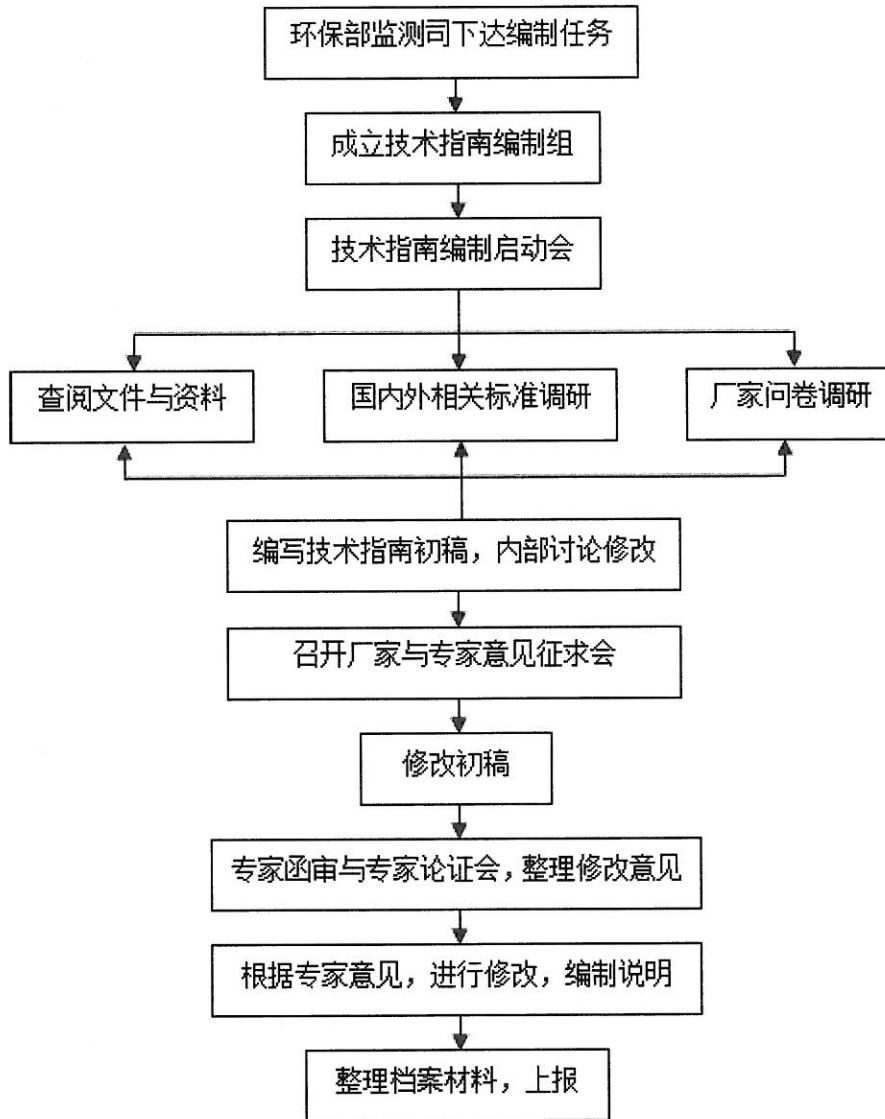 环保部监测司下达编制任务
成立技术指南编制组
技术指南编制启动会
查阅文件与资料
国内外相关标准调研
厂家问卷调研
编写技术指南初稿，内部讨论修改
召开厂家与专家意见征求会
修改初稿
专家函审与专家论证会，整理修改意见
根据专家意见，进行修改，编制说明
整理档案材料，上报